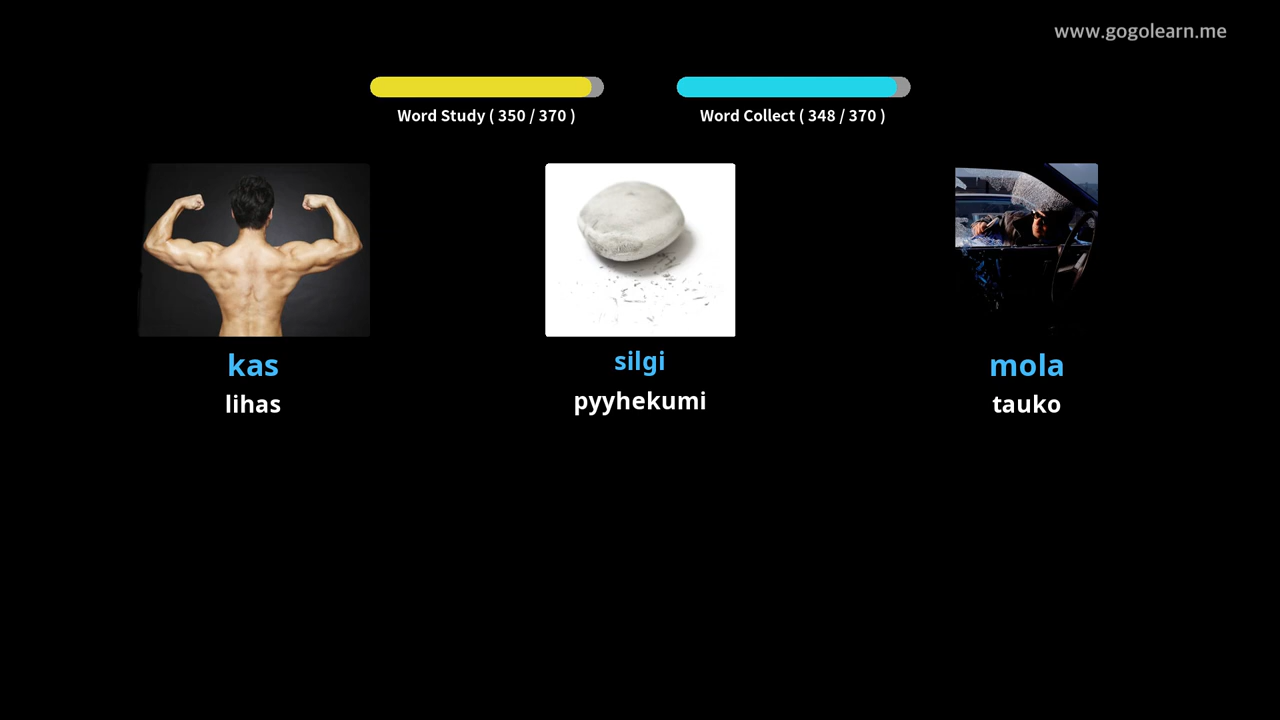 www.gogolearn.me
Word Study ( 350 / 370 )
Word Collect ( 348 / 370 )
kas
lihas
silgi
pyyhekumi
mola
tauko